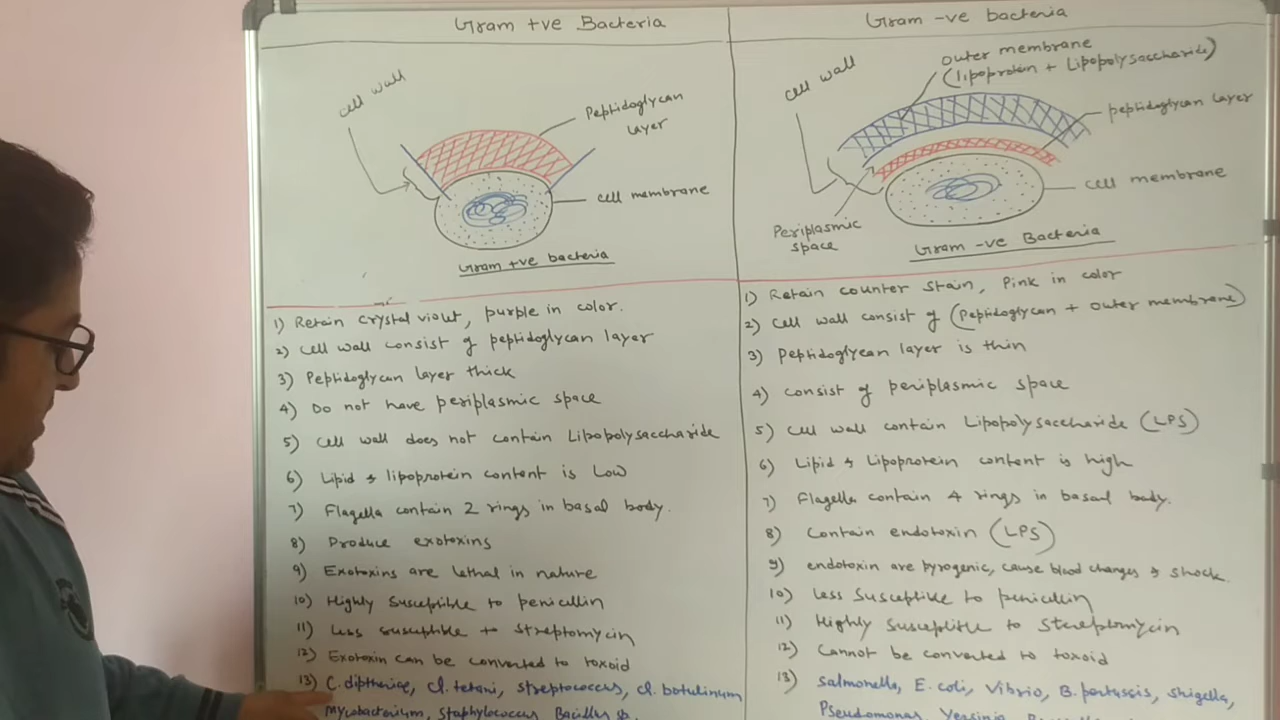 Gram +ve Bacteria
cell wall
Peptidoglycan
layer
cell membrane
Gram +ve bacteria
1) Retain crystal violet, purple in color.
2) cell wall consist of peptidoglycan layer
3) Peptidoglycan layer thick
4) Do not have periplasmic space
5) cell wall does not contain Lipopolysaccharide
6) Lipid & lipoprotein content is Low
7) Flagella contain 2 rings in basal body.
8) Produce exotoxins
9) Exotoxins are lethal in nature
10) Highly susceptible to penicillin
11) Less susceptible to streptomycin
12) Exotoxin can be converted to toxoid
13) C. diptheriae, Cl. tetani, streptococcus, cl. botulinum
Mycobacterium, Staphylococcus, Bacillus sp.
Gram -ve bacteria
cell wall
outer membrane
(lipoprotein + Lipopolysaccharide)
peptidoglycan layer
cell membrane
Periplasmic
space
Gram -ve Bacteria
1) Retain counter stain, Pink in color
2) cell wall consist of (Peptidoglycan + outer membrane)
3) peptidoglycan layer is thin
4) consist of periplasmic space
5) cell wall contain Lipopolysaccharide (LPS)
6) Lipid & Lipoprotein content is high
7) Flagella contain 4 rings in basal body.
8) Contain endotoxin (LPS)
9) endotoxin are pyrogenic, cause blood changes & shock.
10) Less susceptible to penicillin
11) Highly susceptible to streptomycin
12) Cannot be converted to toxoid
13) Salmonella, E. coli, Vibrio, B. pertussis, shigella,
Pseudomonas, Yersinia,